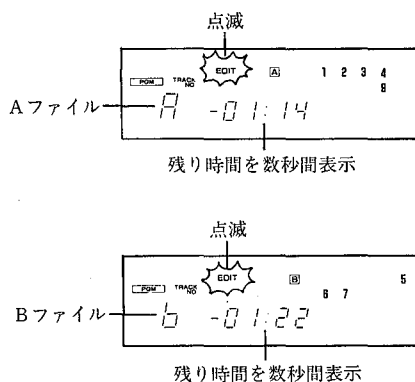 点滅
EDIT
PGM TRACK NO A 1 2 3 4
8
Aファイル A -01:14
残り時間を数秒間表示
点滅
EDIT
PGM TRACK NO B 5
6 7
Bファイル b -01:22
残り時間を数秒間表示